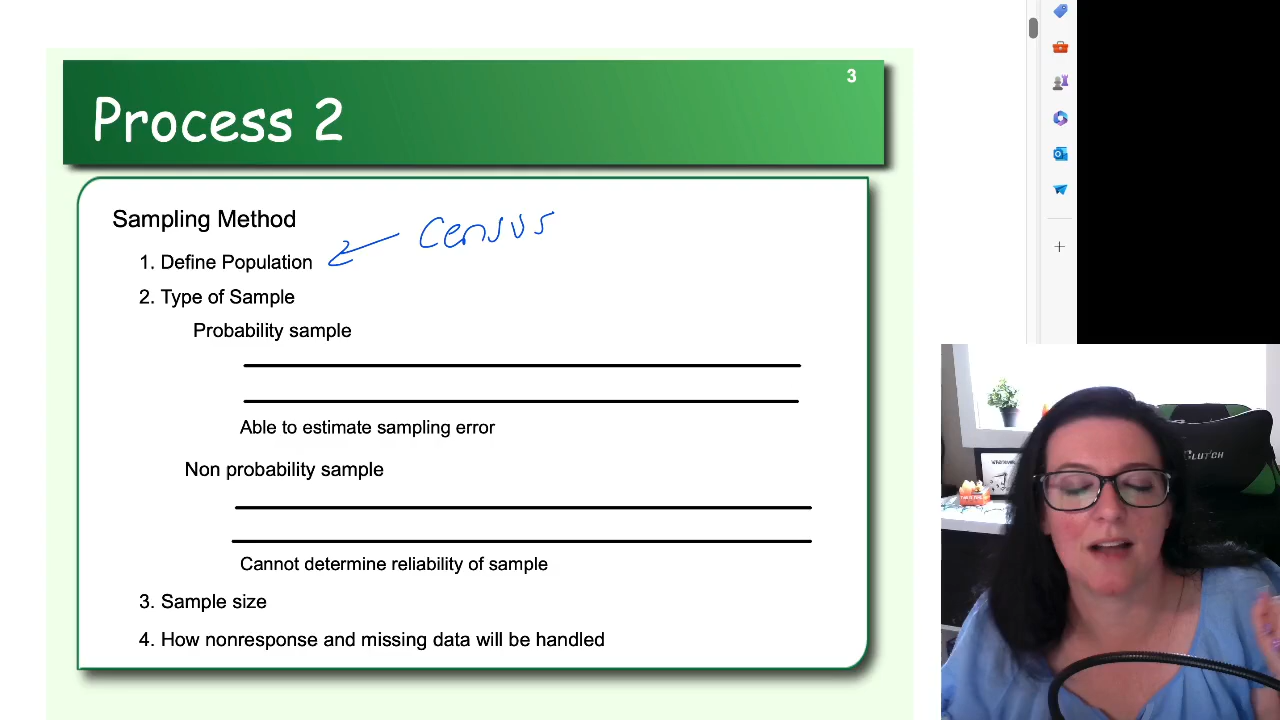 3
Process 2
Sampling Method
Census
1. Define Population
2. Type of Sample
Probability sample
Able to estimate sampling error
Non probability sample
Cannot determine reliability of sample
3. Sample size
4. How nonresponse and missing data will be handled
CLUTCH